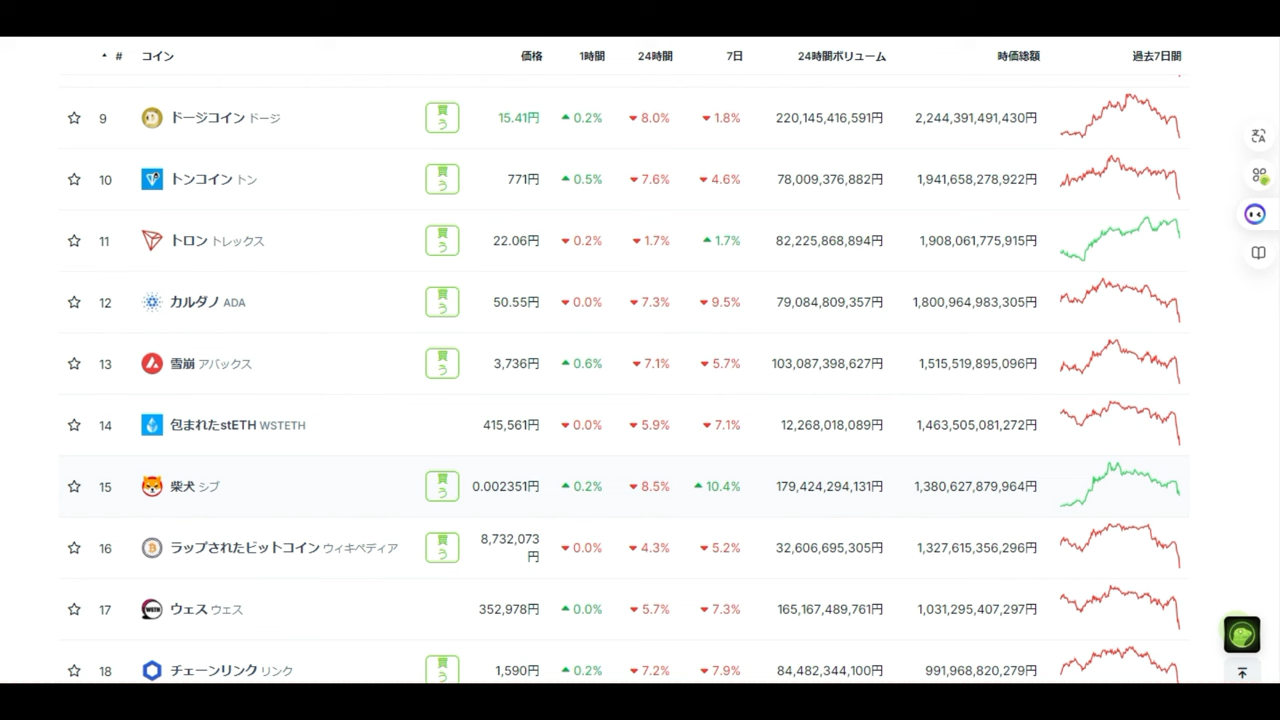 # コイン 価格 1時間 24時間 7日 24時間ボリューム 時価総額 過去7日間
9 ドージコイン ドージ 買う 15.41円 0.2% 8.0% 1.8% 220,145,416,591円 2,244,391,491,430円
10 トンコイン トン 買う 771円 0.5% 7.6% 4.6% 78,009,376,882円 1,941,658,278,922円
11 トロン トレックス 買う 22.06円 0.2% 1.7% 1.7% 82,225,868,894円 1,908,061,775,915円
12 カルダノ ADA 買う 50.55円 0.0% 7.3% 9.5% 79,084,809,357円 1,800,964,983,305円
13 雪崩 アバックス 買う 3,736円 0.6% 7.1% 5.7% 103,087,398,627円 1,515,519,895,096円
14 包まれたstETH WSTETH 買う 415,561円 0.0% 5.9% 7.1% 12,268,018,089円 1,463,505,081,272円
15 柴犬 シブ 買う 0.002351円 0.2% 8.5% 10.4% 179,424,294,131円 1,380,627,879,964円
16 ラップされたビットコイン ウィキペディア 買う 8,732,073円 0.0% 4.3% 5.2% 32,606,695,305円 1,327,615,356,296円
17 WETH ウェス ウェス 352,978円 0.0% 5.7% 7.3% 165,167,489,761円 1,031,295,407,297円
18 チェーンリンク リンク 買う 1,590円 0.2% 7.2% 7.9% 84,482,344,100円 991,968,820,279円